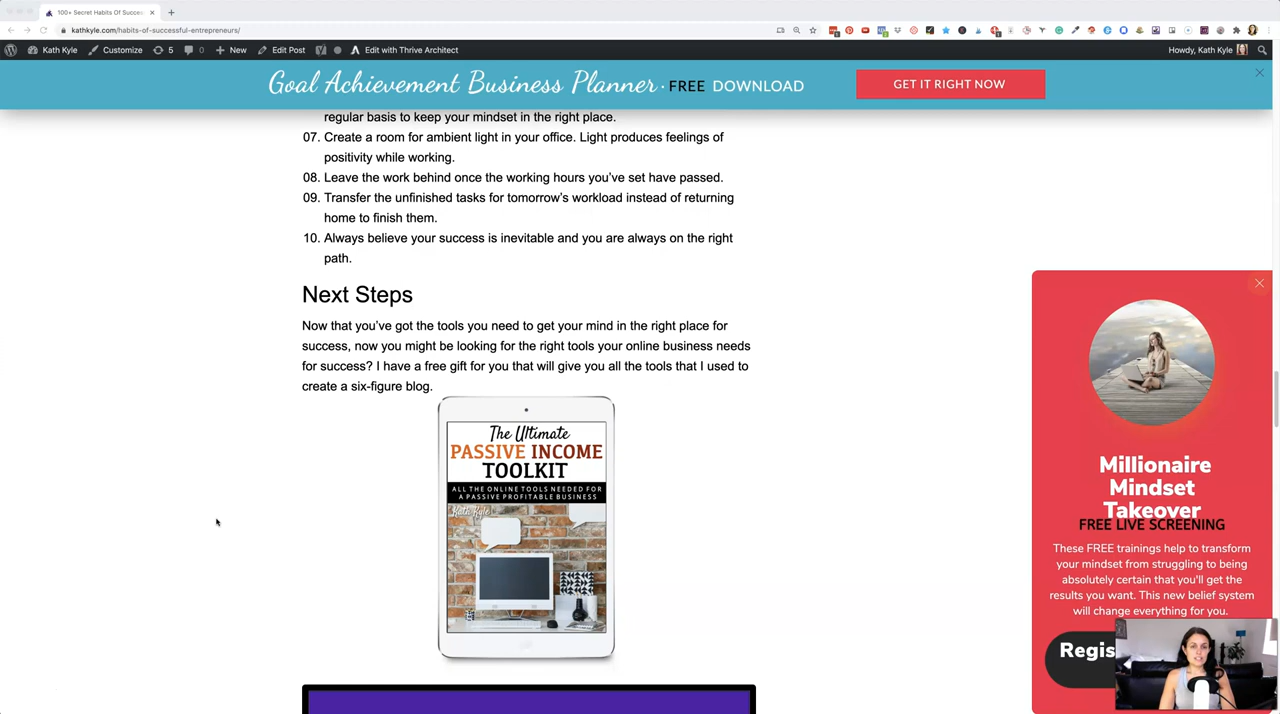 100+ Secret Habits Of Succes
kathkyle.com/habits-of-successful-entrepreneurs/
Kath Kyle Customize 5 0 New Edit Post Edit with Thrive Architect Howdy, Kath Kyle
Goal Achievement Business Planner · FREE DOWNLOAD GET IT RIGHT NOW
regular basis to keep your mindset in the right place.
07. Create a room for ambient light in your office. Light produces feelings of
positivity while working.
08. Leave the work behind once the working hours you’ve set have passed.
09. Transfer the unfinished tasks for tomorrow’s workload instead of returning
home to finish them.
10. Always believe your success is inevitable and you are always on the right
path.
Next Steps
Now that you’ve got the tools you need to get your mind in the right place for
success, now you might be looking for the right tools your online business needs
for success? I have a free gift for you that will give you all the tools that I used to
create a six-figure blog.
The Ultimate
PASSIVE INCOME
TOOLKIT
ALL THE ONLINE TOOLS NEEDED FOR
A PASSIVE PROFITABLE BUSINESS
Kath Kyle
Millionaire
Mindset
Takeover
FREE LIVE SCREENING
These FREE trainings help to transform
your mindset from struggling to being
absolutely certain that you'll get the
results you want. This new belief system
will change everything for you.
Regis